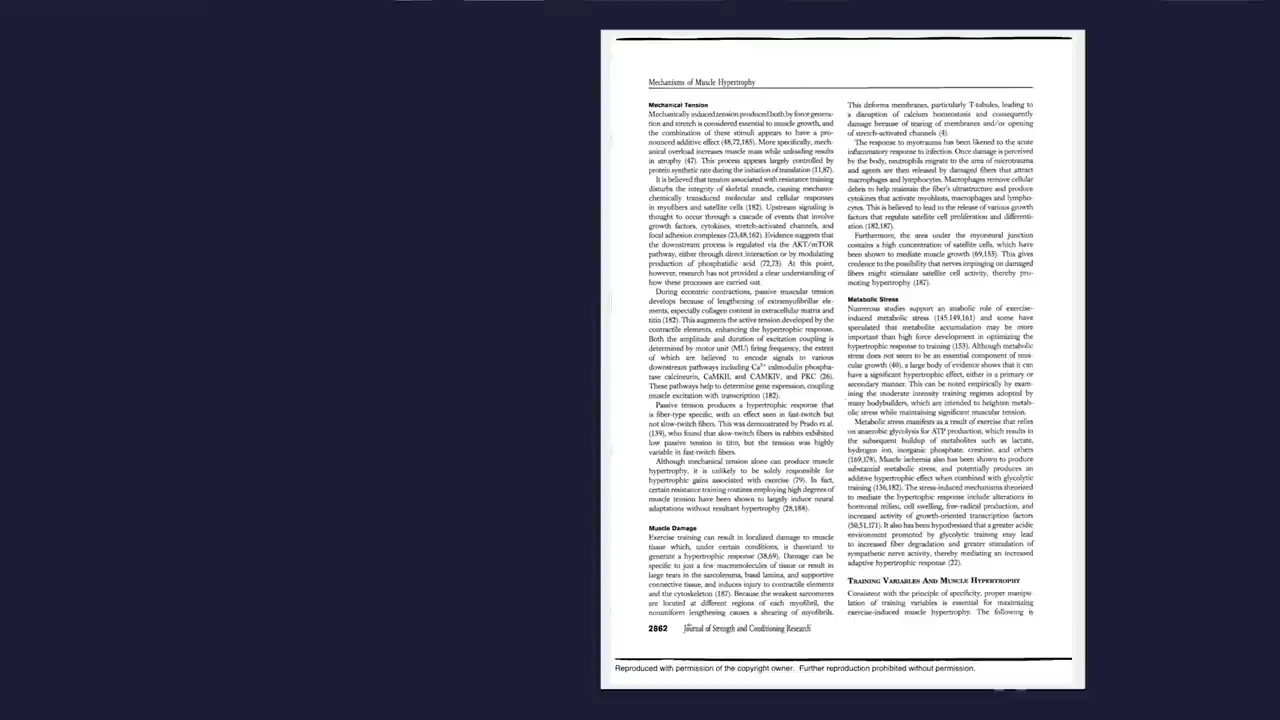 Mechanisms of Muscle Hypertrophy
Mechanical Tension
Mechanically induced tension produced both by force genera-
tion and stretch is considered essential to muscle growth, and
the combination of these stimuli appears to have a pro-
nounced additive effect (48,72,185). More specifically, mech-
anical overload increases muscle mass while unloading results
in atrophy (47). This process appears largely controlled by
protein synthetic rate during the initiation of translation (11,87).
It is believed that tension associated with resistance training
disturbs the integrity of skeletal muscle, causing mechano-
chemically transduced molecular and cellular responses
in myofibers and satellite cells (182). Upstream signaling is
thought to occur through a cascade of events that involve
growth factors, cytokines, stretch-activated channels, and
focal adhesion complexes (23,48,162). Evidence suggests that
the downstream process is regulated via the AKT/mTOR
pathway, either through direct interaction or by modulating
production of phosphatidic acid (72,73). At this point,
however, research has not provided a clear understanding of
how these processes are carried out.
During eccentric contractions, passive muscular tension
develops because of lengthening of extramyofibrillar ele-
ments, especially collagen content in extracellular matrix and
titin (182). This augments the active tension developed by the
contractile elements, enhancing the hypertrophic response.
Both the amplitude and duration of excitation coupling is
determined by motor unit (MU) firing frequency, the extent
of which are believed to encode signals to various
downstream pathways including Ca²⁺ calmodulin phospha-
tase calcineurin, CaMKII, and CAMKIV, and PKC (26).
These pathways help to determine gene expression, coupling
muscle excitation with transcription (182).
Passive tension produces a hypertrophic response that
is fiber-type specific, with an effect seen in fast-twitch but
not slow-twitch fibers. This was demonstrated by Prado et al.
(139), who found that slow-twitch fibers in rabbits exhibited
low passive tension in titin, but the tension was highly
variable in fast-twitch fibers.
Although mechanical tension alone can produce muscle
hypertrophy, it is unlikely to be solely responsible for
hypertrophic gains associated with exercise (79). In fact,
certain resistance training routines employing high degrees of
muscle tension have been shown to largely induce neural
adaptations without resultant hypertrophy (28,188).
Muscle Damage
Exercise training can result in localized damage to muscle
tissue which, under certain conditions, is theorized to
generate a hypertrophic response (38,69). Damage can be
specific to just a few macromolecules of tissue or result in
large tears in the sarcolemma, basal lamina, and supportive
connective tissue, and induces injury to contractile elements
and the cytoskeleton (187). Because the weakest sarcomeres
are located at different regions of each myofibril, the
nonuniform lengthening causes a shearing of myofibrils.
This deforms membranes, particularly T-tubules, leading to
a disruption of calcium homeostasis and consequently
damage because of tearing of membranes and/or opening
of stretch-activated channels (4).
The response to myotrauma has been likened to the acute
inflammatory response to infection. Once damage is perceived
by the body, neutrophils migrate to the area of microtrauma
and agents are then released by damaged fibers that attract
macrophages and lymphocytes. Macrophages remove cellular
debris to help maintain the fiber's ultrastructure and produce
cytokines that activate myoblasts, macrophages and lympho-
cytes. This is believed to lead to the release of various growth
factors that regulate satellite cell proliferation and differenti-
ation (182,187).
Furthermore, the area under the myoneural junction
contains a high concentration of satellite cells, which have
been shown to mediate muscle growth (69,155). This gives
credence to the possibility that nerves impinging on damaged
fibers might stimulate satellite cell activity, thereby pro-
moting hypertrophy (187).
Metabolic Stress
Numerous studies support an anabolic role of exercise-
induced metabolic stress (145,149,161) and some have
speculated that metabolite accumulation may be more
important than high force development in optimizing the
hypertrophic response to training (153). Although metabolic
stress does not seem to be an essential component of mus-
cular growth (40), a large body of evidence shows that it can
have a significant hypertrophic effect, either in a primary or
secondary manner. This can be noted empirically by exam-
ining the moderate intensity training regimes adopted by
many bodybuilders, which are intended to heighten metab-
olic stress while maintaining significant muscular tension.
Metabolic stress manifests as a result of exercise that relies
on anaerobic glycolysis for ATP production, which results in
the subsequent buildup of metabolites such as lactate,
hydrogen ion, inorganic phosphate, creatine, and others
(169,178). Muscle ischemia also has been shown to produce
substantial metabolic stress, and potentially produces an
additive hypertrophic effect when combined with glycolytic
training (136,182). The stress-induced mechanisms theorized
to mediate the hypertrophic response include alterations in
hormonal milieu, cell swelling, free-radical production, and
increased activity of growth-oriented transcription factors
(50,51,171). It also has been hypothesized that a greater acidic
environment promoted by glycolytic training may lead
to increased fiber degradation and greater stimulation of
sympathetic nerve activity, thereby mediating an increased
adaptive hypertrophic response (22).
TRAINING VARIABLES AND MUSCLE HYPERTROPHY
Consistent with the principle of specificity, proper manipu-
lation of training variables is essential for maximizing
exercise-induced muscle hypertrophy. The following is
2862 Journal of Strength and Conditioning Research
Reproduced with permission of the copyright owner. Further reproduction prohibited without permission.